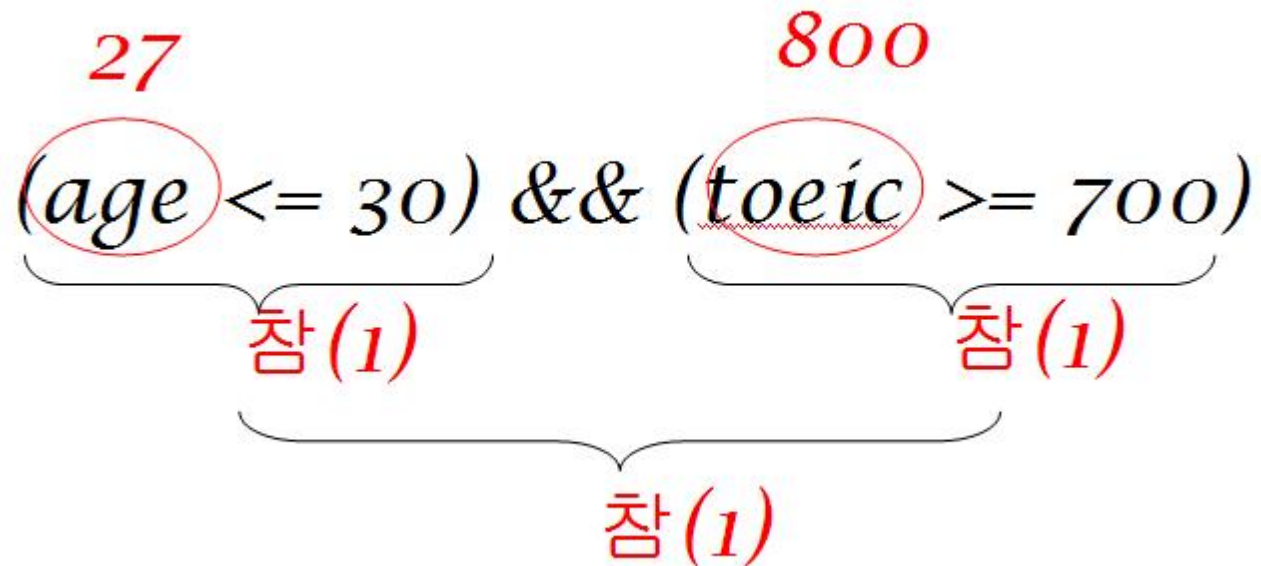 27 800
(age <= 30) && (toeic >= 700)
참(1) 참(1)
참(1)